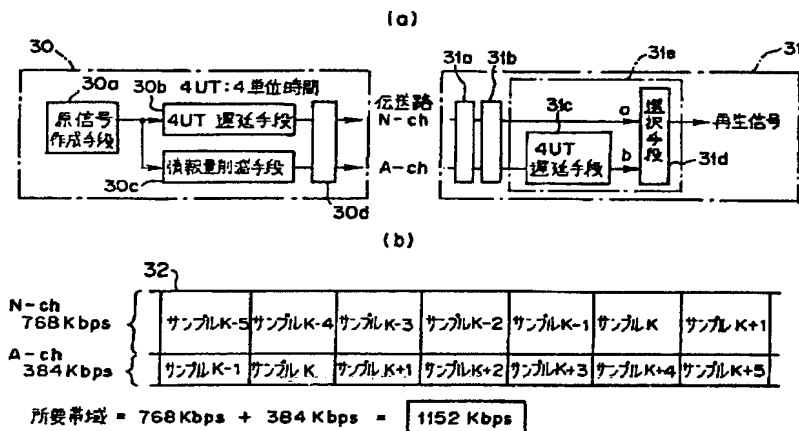 (a)
30
30a
原信号
作成手段
30b
4UT:4単位時間
4UT 遅延手段
情報量削減手段
30c
30d
伝送路
N-ch
A-ch
31
31a
31b
31e
31c
4UT
遅延手段
a
b
選択手段
31d
再生信号
(b)
32
N-ch
768Kbps
サンプルK-5
サンプルK-4
サンプルK-3
サンプルK-2
サンプルK-1
サンプルK
サンプルK+1
A-ch
384Kbps
サンプルK-1
サンプルK
サンプルK+1
サンプルK+2
サンプルK+3
サンプルK+4
サンプルK+5
所要帯域 = 768Kbps + 384Kbps = 1152 Kbps